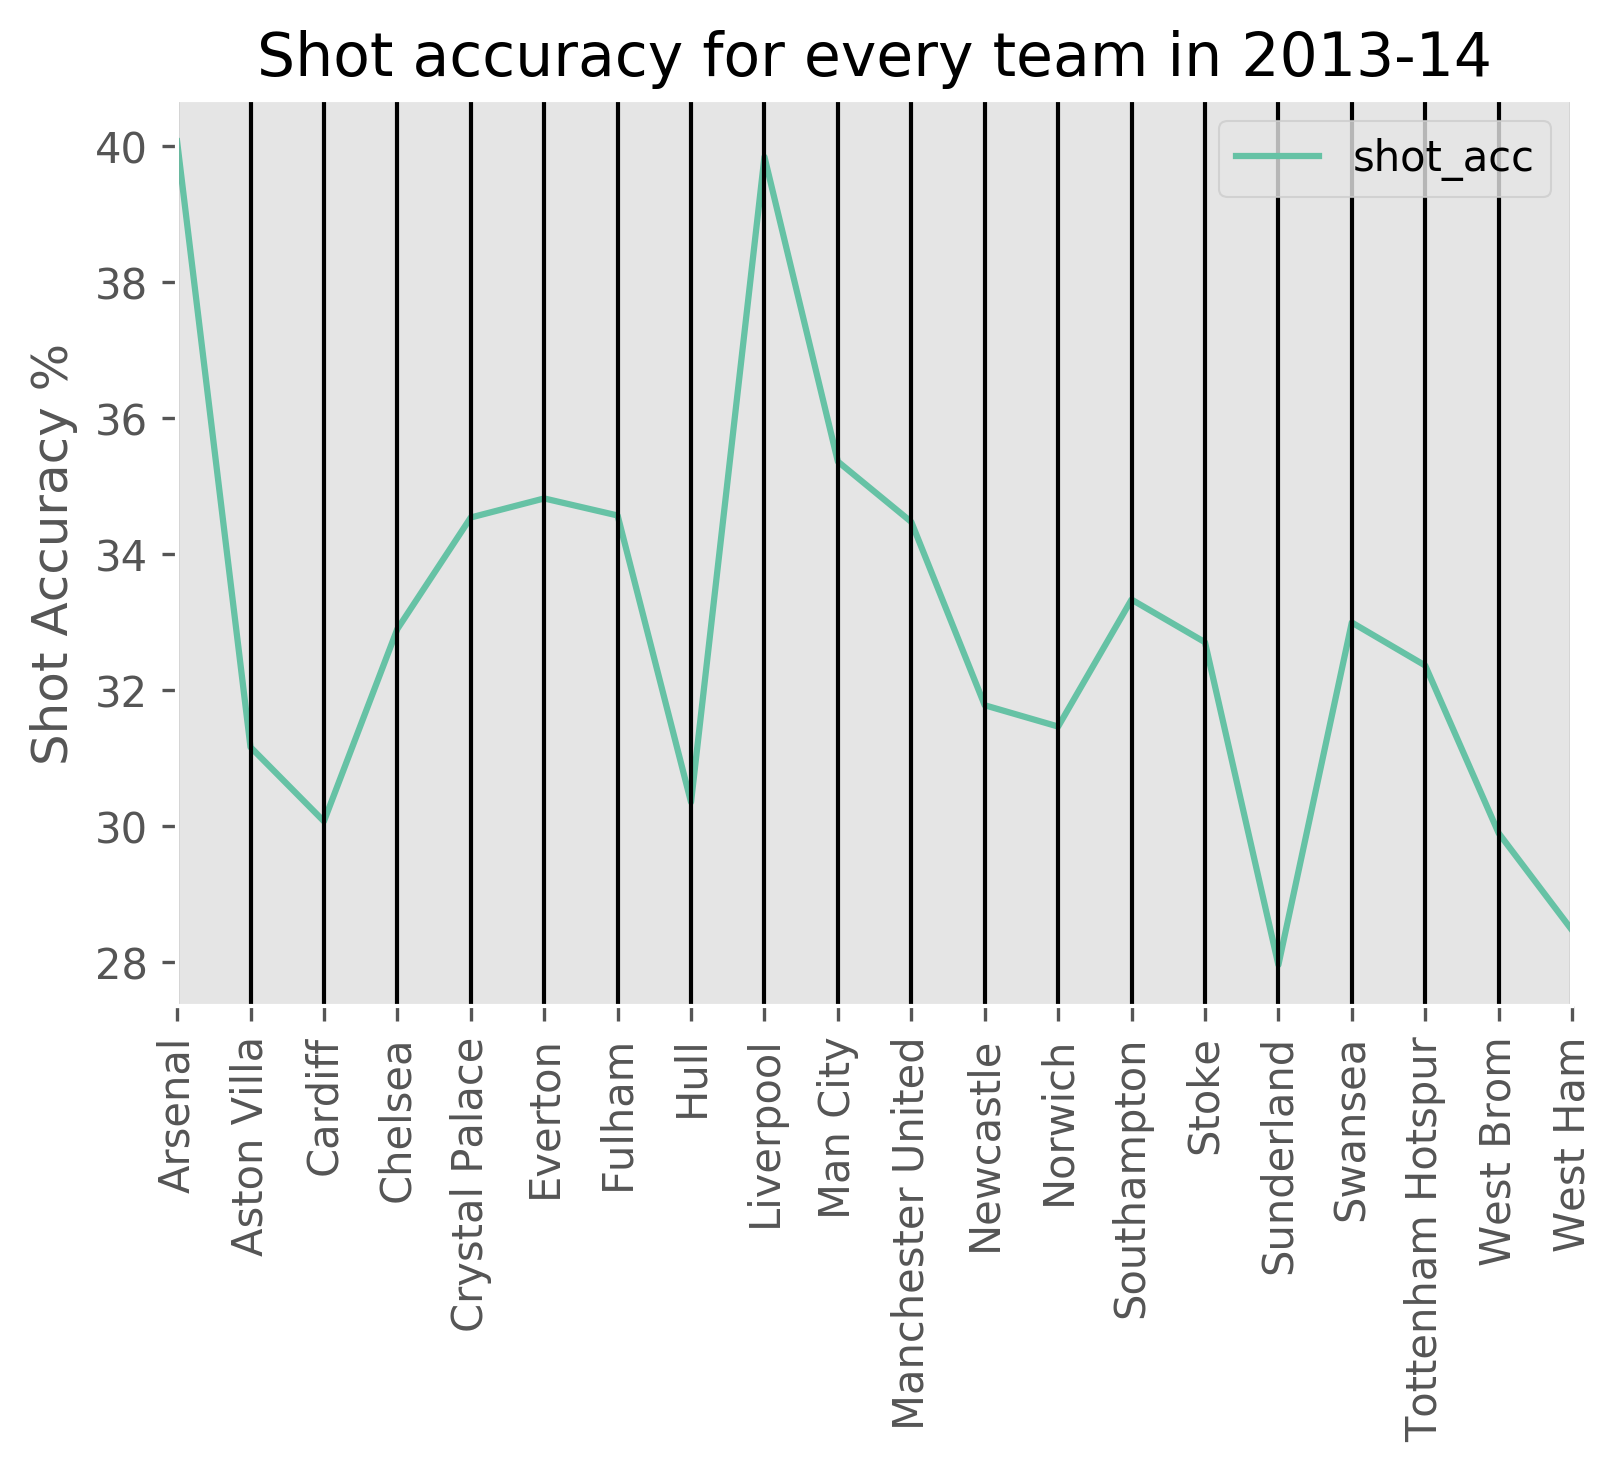 Shot accuracy for every team in 2013-14
shot_acc
Shot Accuracy %
40
38
36
34
32
30
28
Arsenal
Aston Villa
Cardiff
Chelsea
Crystal Palace
Everton
Fulham
Hull
Liverpool
Man City
Manchester United
Newcastle
Norwich
Southampton
Stoke
Sunderland
Swansea
Tottenham Hotspur
West Brom
West Ham